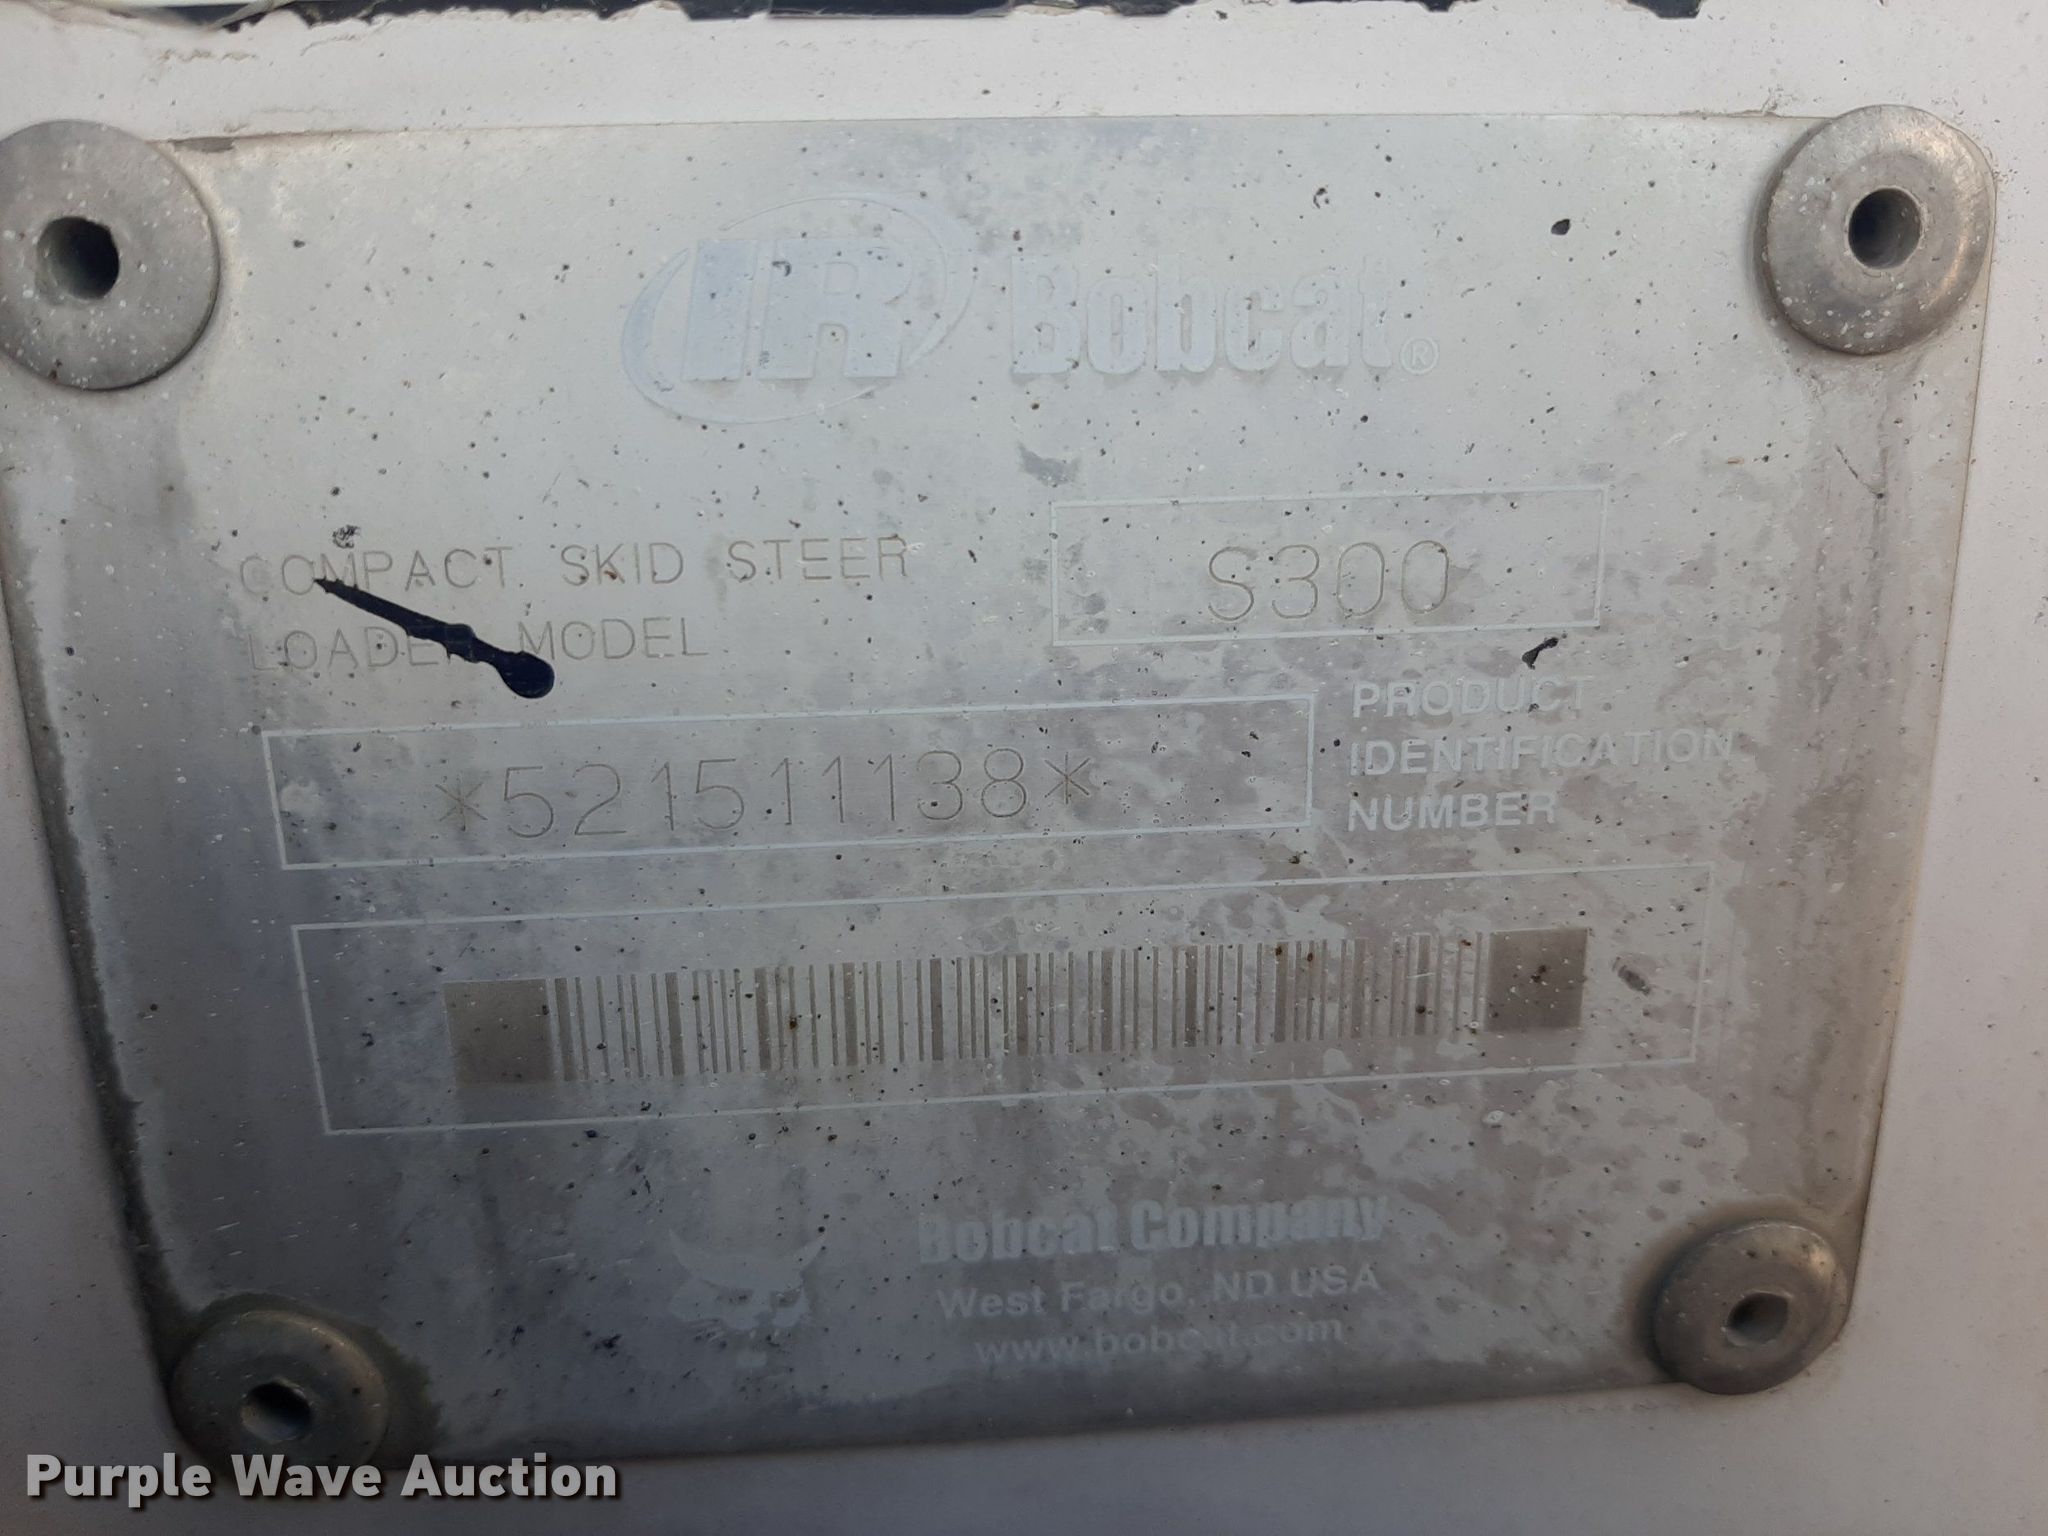 IR Bobcat®
COMPACT SKID STEER
LOADER MODEL
S300
*521511138*
PRODUCT
IDENTIFICATION
NUMBER
Bobcat Company
West Fargo, ND USA
www.bobcat.com
Purple Wave Auction